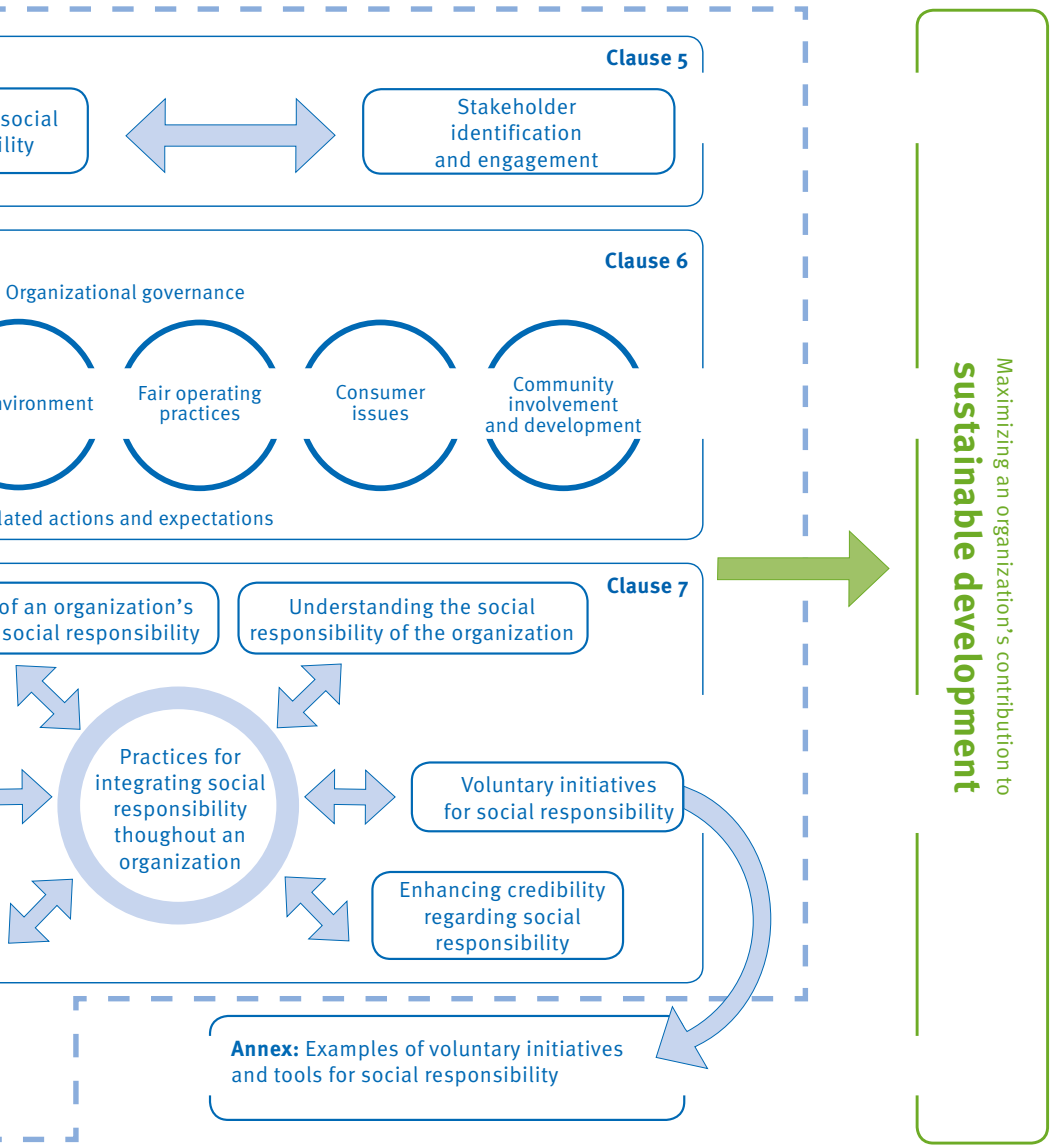 Clause 5
social
ility
Stakeholder
identification
and engagement
Clause 6
Organizational governance
nvironment
Fair operating
practices
Consumer
issues
Community
involvement
and development
lated actions and expectations
Clause 7
of an organization's
social responsibility
Understanding the social
responsibility of the organization
Practices for
integrating social
responsibility
thoughout an
organization
Voluntary initiatives
for social responsibility
Enhancing credibility
regarding social
responsibility
Annex: Examples of voluntary initiatives
and tools for social responsibility
Maximizing an organization's contribution to
sustainable development